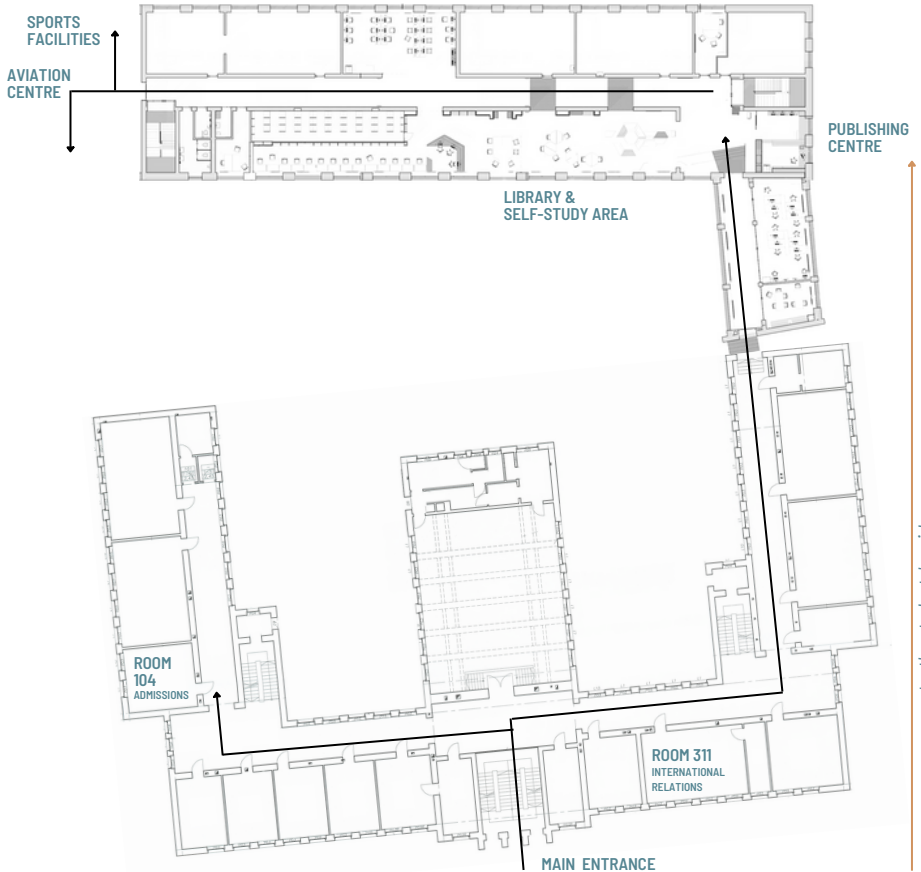 SPORTS
FACILITIES
AVIATION
CENTRE
PUBLISHING
CENTRE
LIBRARY &
SELF-STUDY AREA
ROOM
104
ADMISSIONS
ROOM 311
INTERNATIONAL
RELATIONS
MAIN ENTRANCE